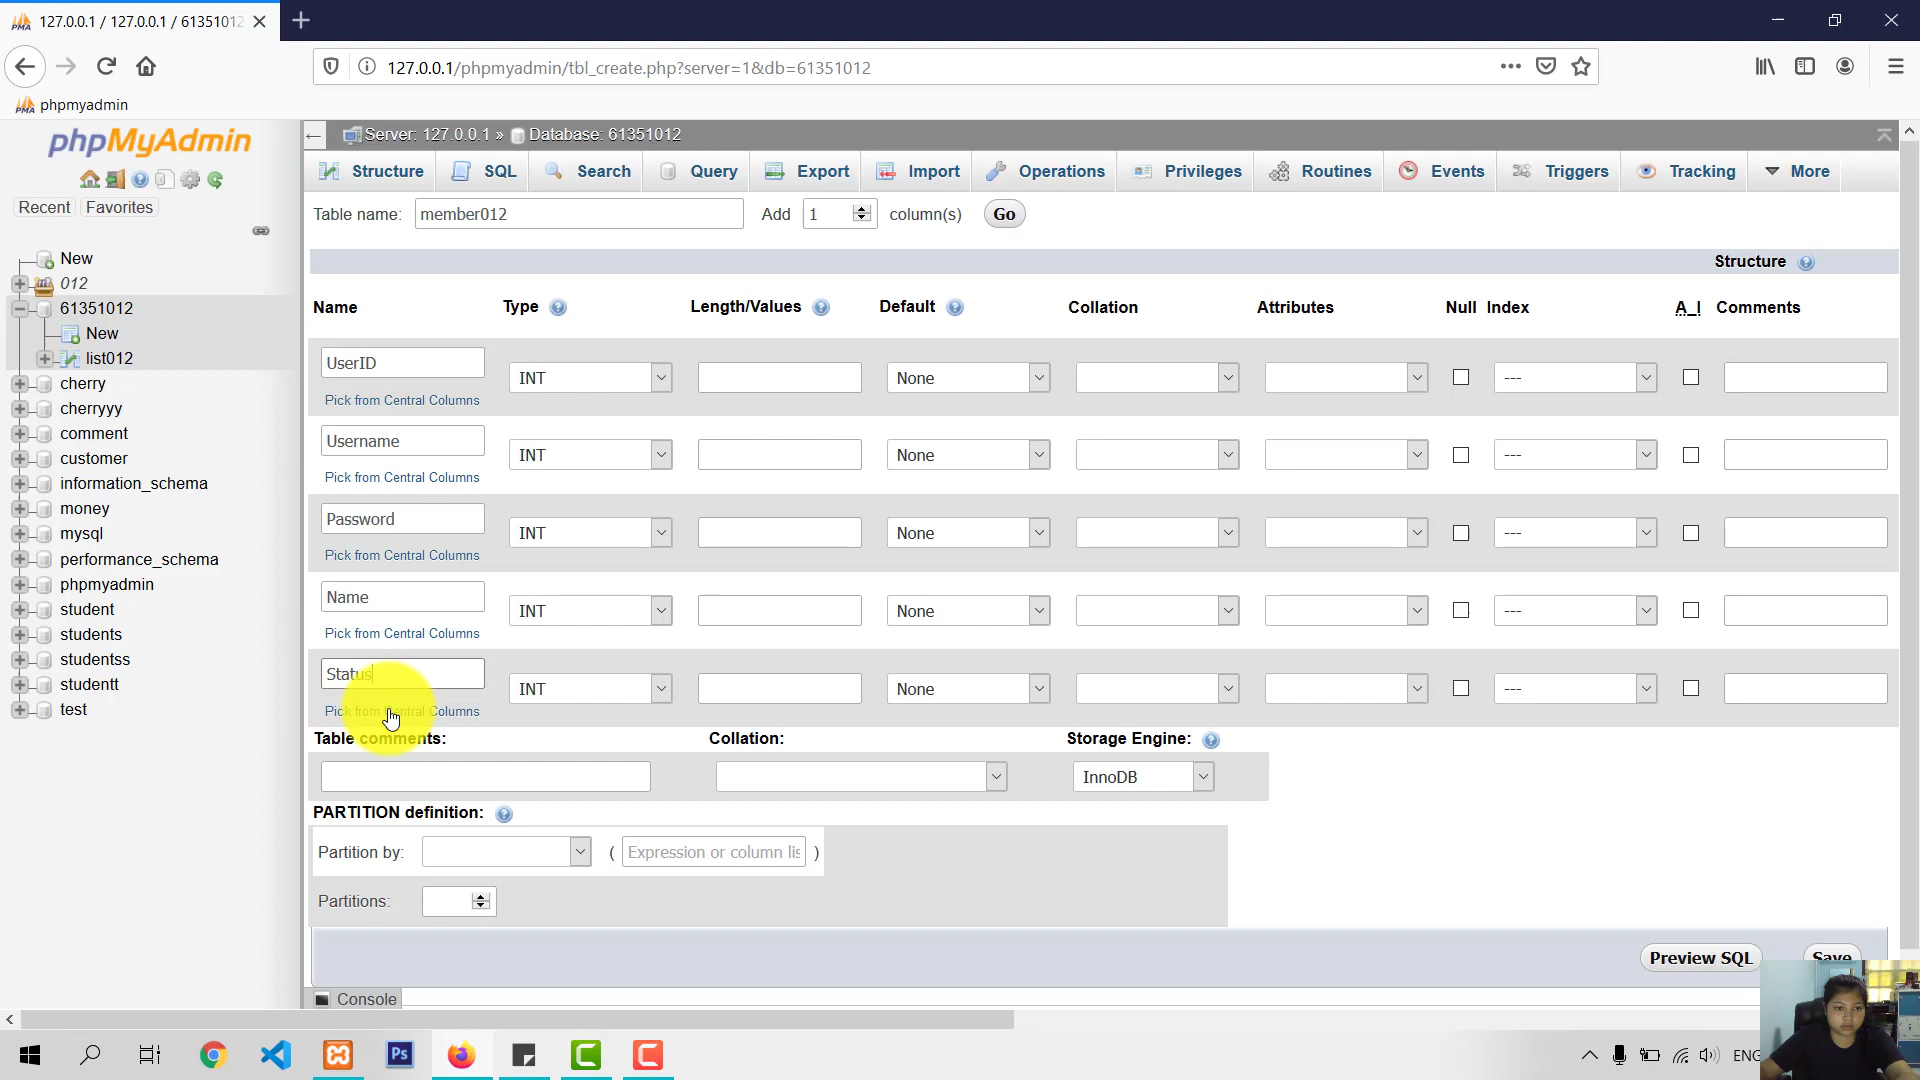 127.0.0.1 / 127.0.0.1 / 61351012
127.0.0.1/phpmyadmin/tbl_create.php?server=1&db=61351012
PMA phpmyadmin
phpMyAdmin
Recent Favorites
New
012
61351012
New
list012
cherry
cherryyy
comment
customer
information_schema
money
mysql
performance_schema
phpmyadmin
student
students
studentss
studentt
test
Server: 127.0.0.1 » Database: 61351012
Structure SQL Search Query Export Import Operations Privileges Routines Events Triggers Tracking More
Table name: member012 Add 1 column(s) Go
Structure
Name Type Length/Values Default Collation Attributes Null Index A_I Comments
UserID INT None ---
Pick from Central Columns
Username INT None ---
Pick from Central Columns
Password INT None ---
Pick from Central Columns
Name INT None ---
Pick from Central Columns
Status INT None ---
Pick from Central Columns
Table comments: Collation: Storage Engine:
InnoDB
PARTITION definition:
Partition by: ( Expression or column lis )
Partitions:
Preview SQL Save
Console
Ps
ENG